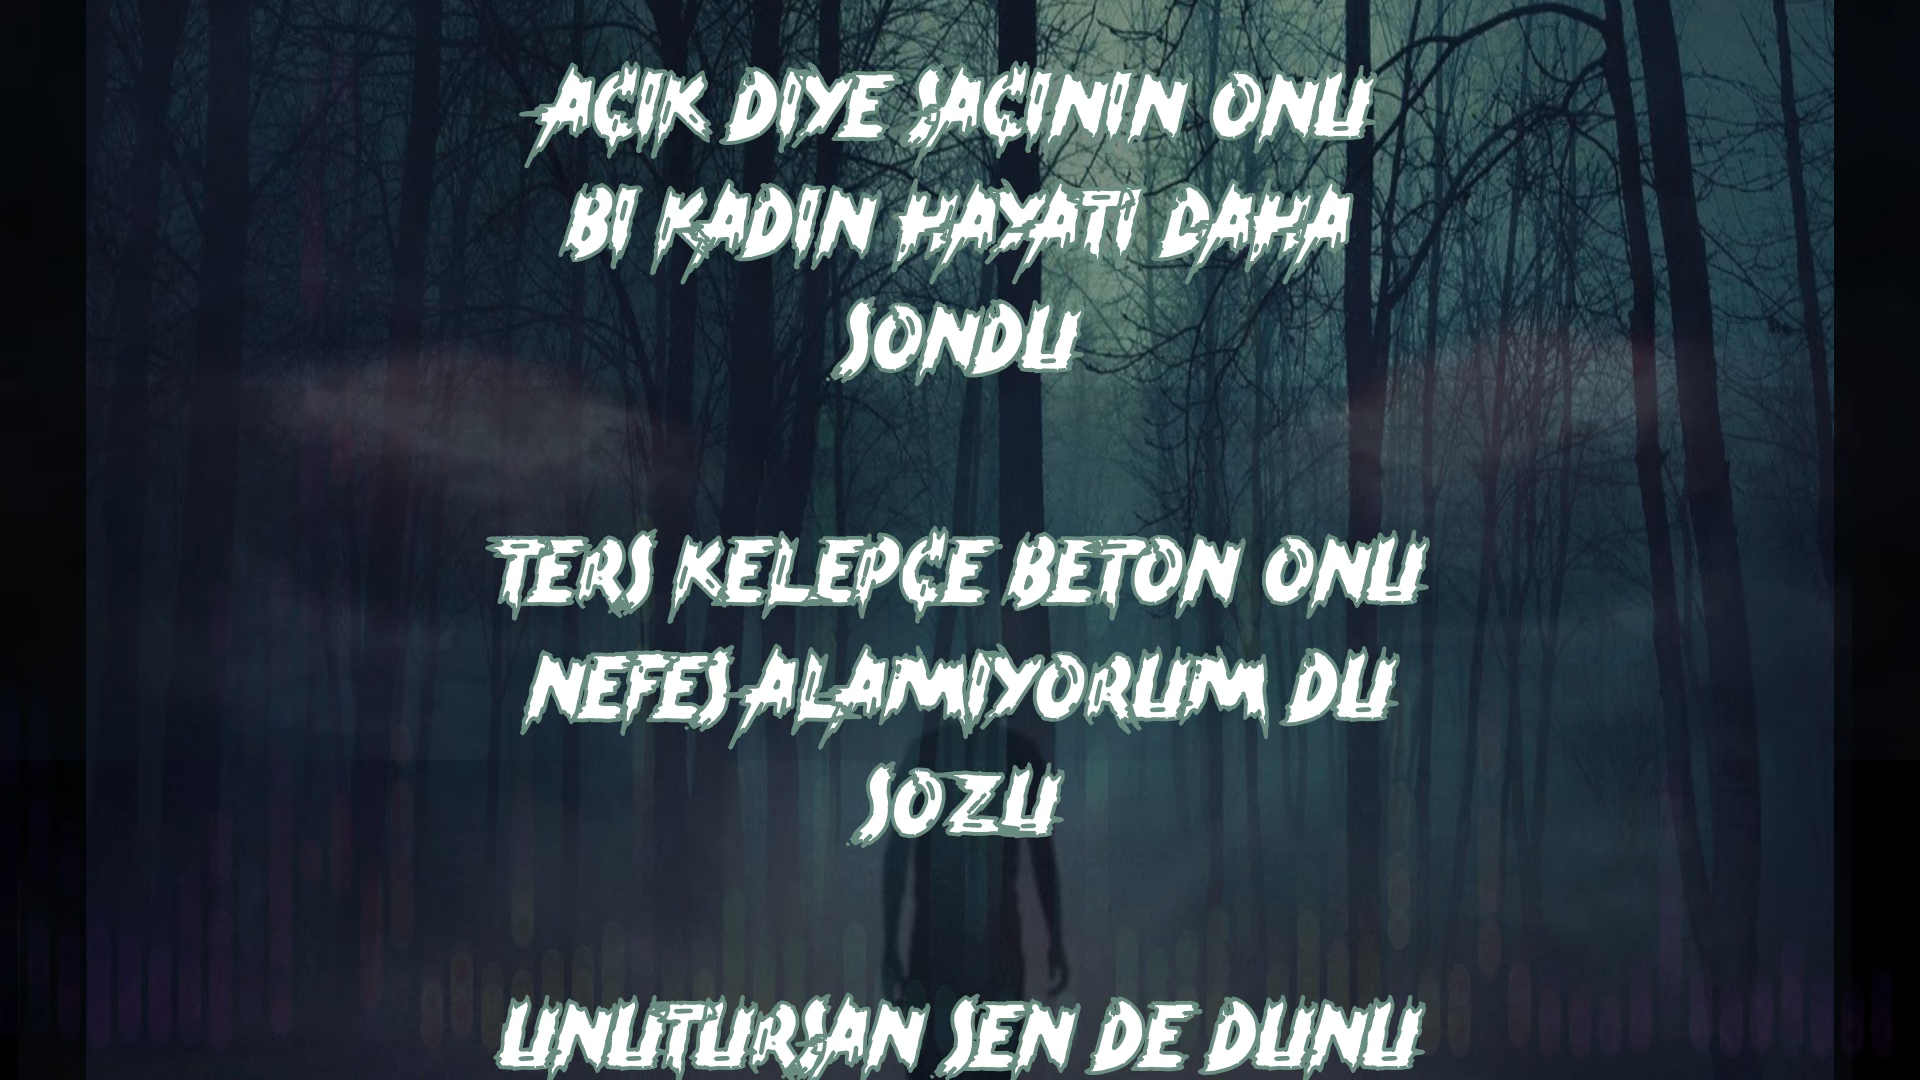 AÇIK DIYE SAÇININ ONU
BI KADIN HAYATI DAHA
SONDU
TERS KELEPÇE BETON ONU
NEFES ALAMIYORUM DU
SOZU
UNUTURSAN SEN DE DUNU